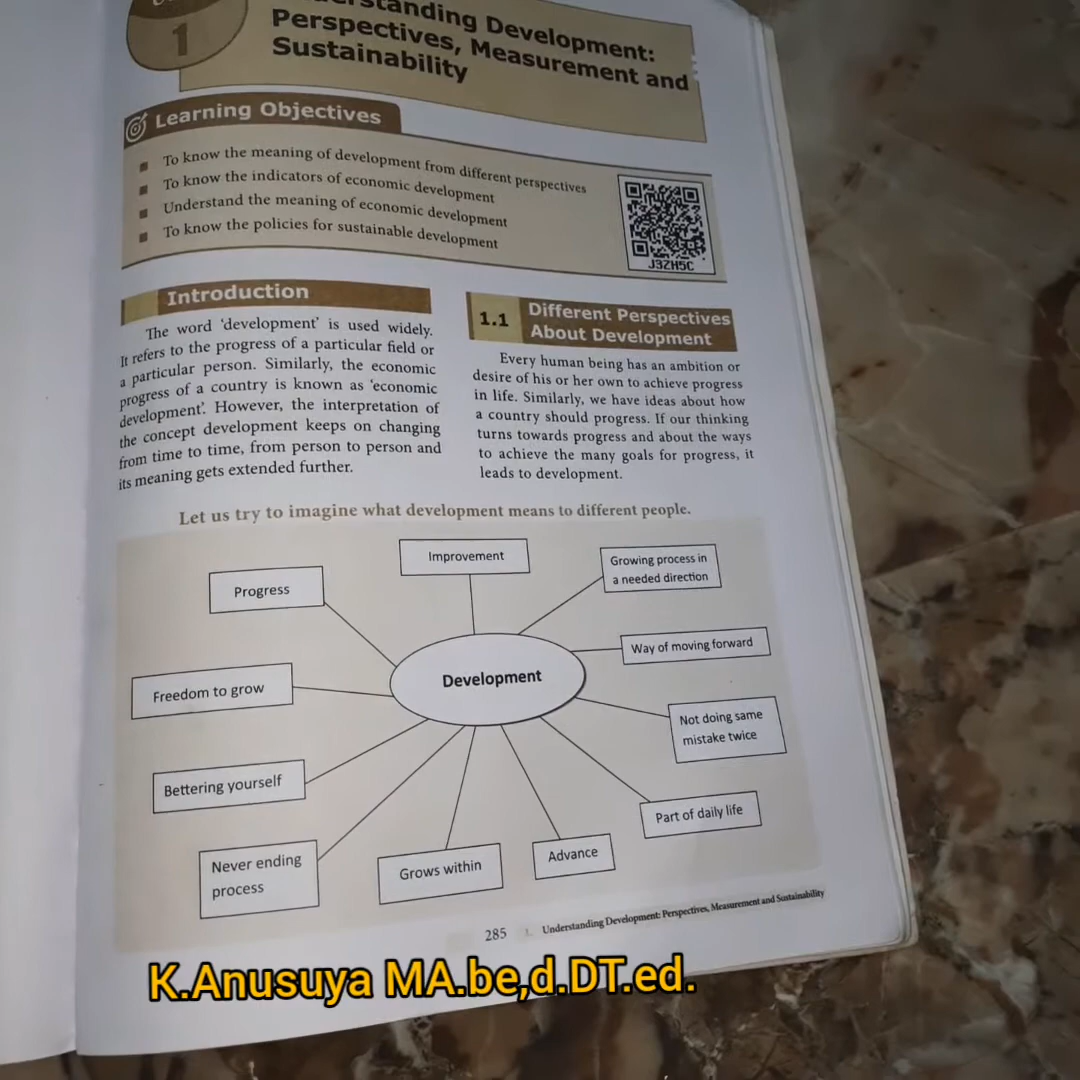 1
Development:
Perspectives, Measurement and
Sustainability
Learning Objectives
To know the meaning of development from different perspectives
To know the indicators of economic development
Understand the meaning of economic development
To know the policies for sustainable development
J3ZH5C
Introduction
The word ‘development’ is used widely.
It refers to the progress of a particular field or
a particular person. Similarly, the economic
progress of a country is known as ‘economic
development’. However, the interpretation of
the concept development keeps on changing
from time to time, from person to person and
its meaning gets extended further.
1.1 Different Perspectives
About Development
Every human being has an ambition or
desire of his or her own to achieve progress
in life. Similarly, we have ideas about how
a country should progress. If our thinking
turns towards progress and about the ways
to achieve the many goals for progress, it
leads to development.
Let us try to imagine what development means to different people.
Improvement
Growing process in
a needed direction
Progress
Way of moving forward
Development
Freedom to grow
Not doing same
mistake twice
Bettering yourself
Part of daily life
Never ending
process
Grows within
Advance
285 Understanding Development: Perspectives, Measurement and Sustainability
K.Anusuya MA.be,d.DT.ed.